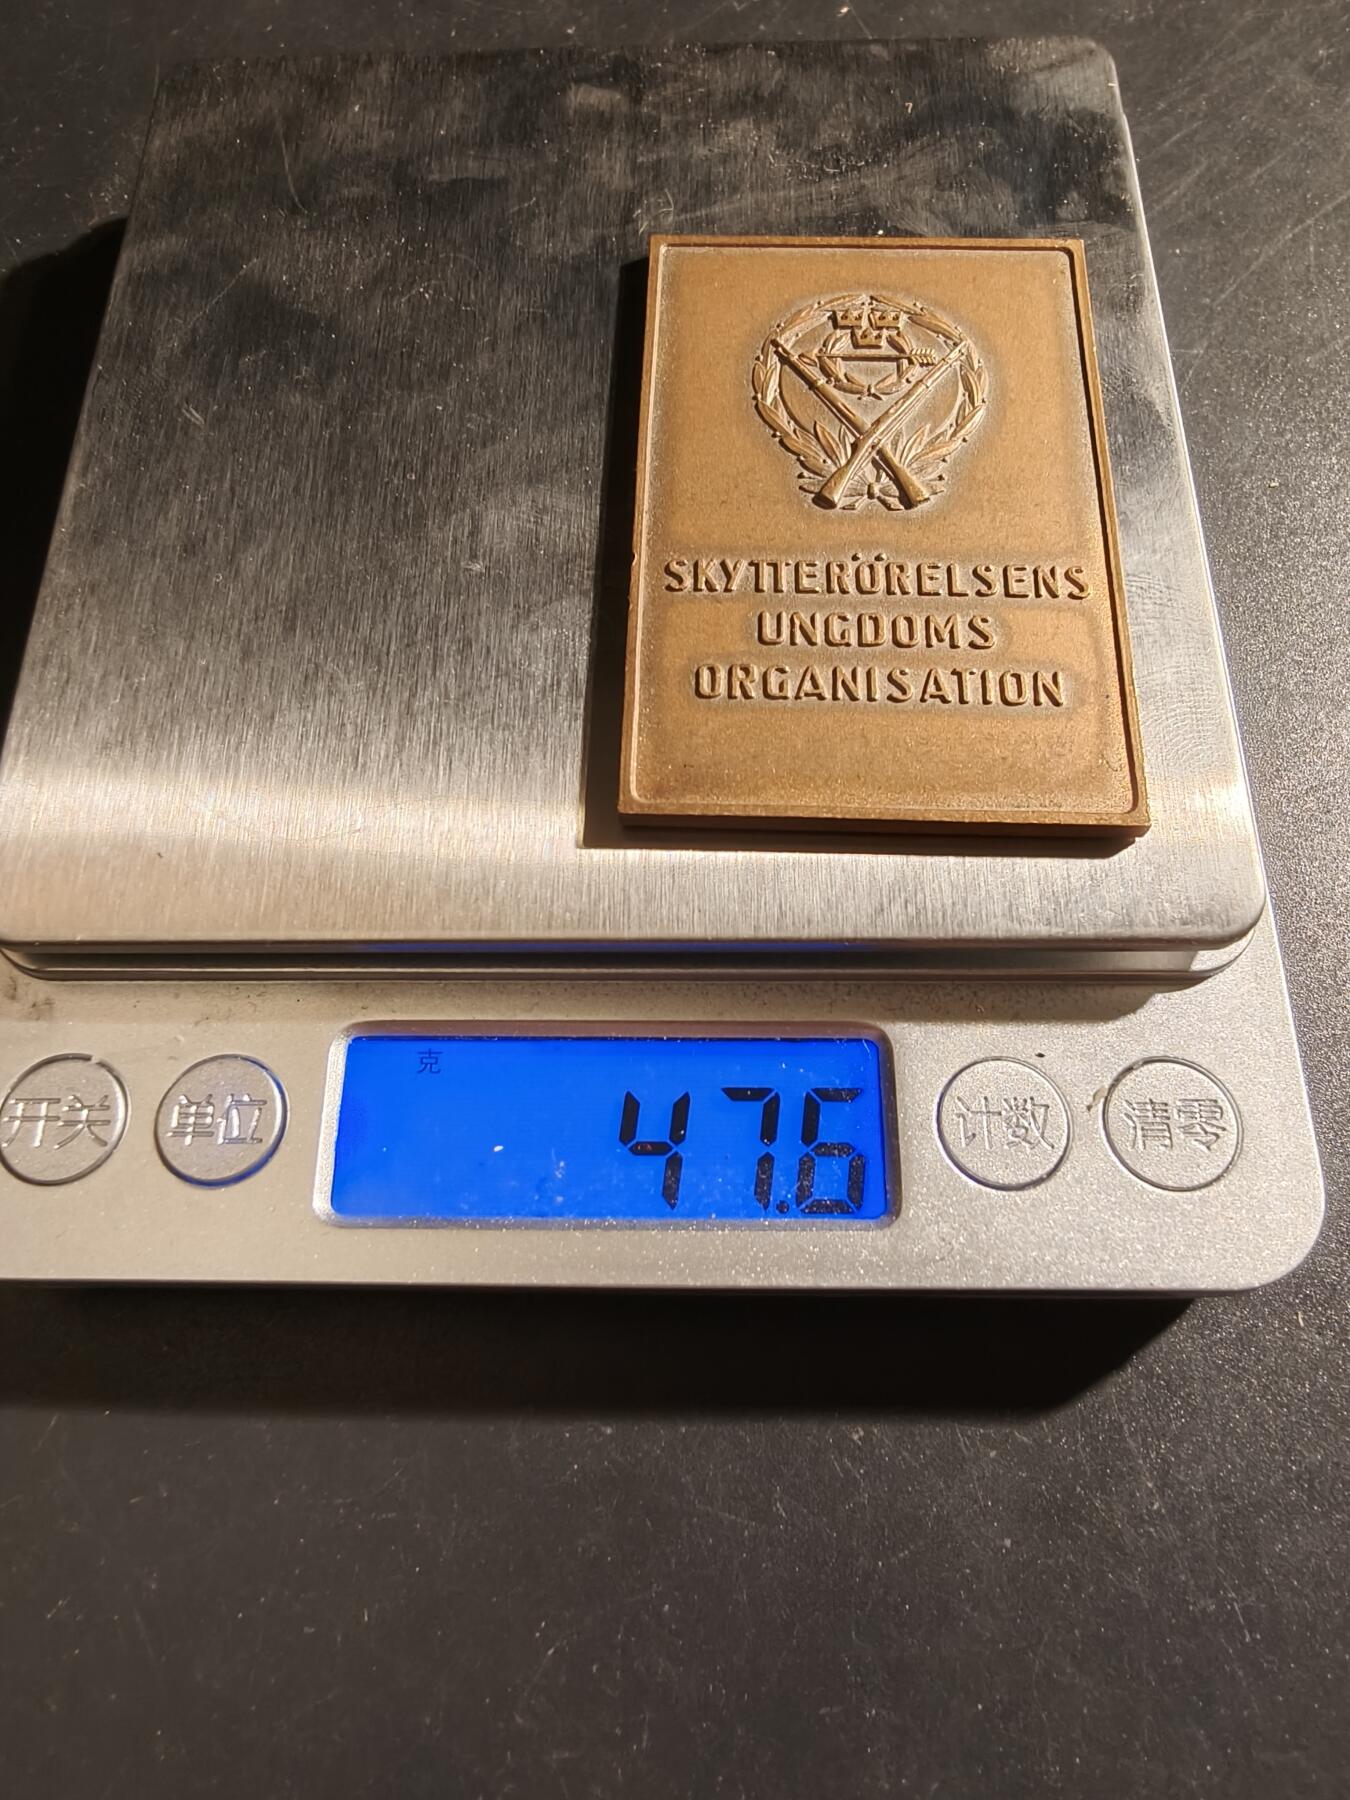 SKYTTERÖRELSENS
UNGDOMS
ORGANISATION
克
47.6
开关
单位
计数
清零